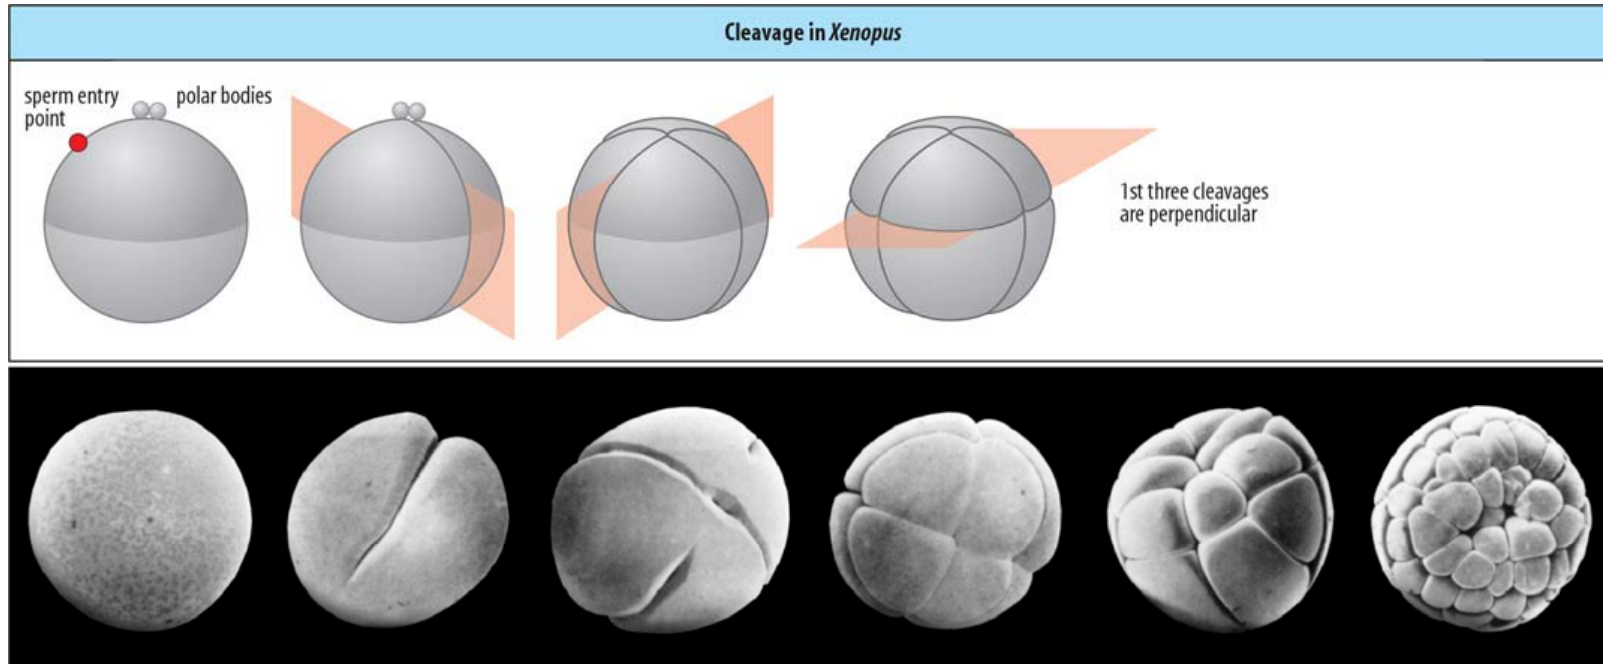 Cleavage in Xenopus
sperm entry
point
polar bodies
1st three cleavages
are perpendicular